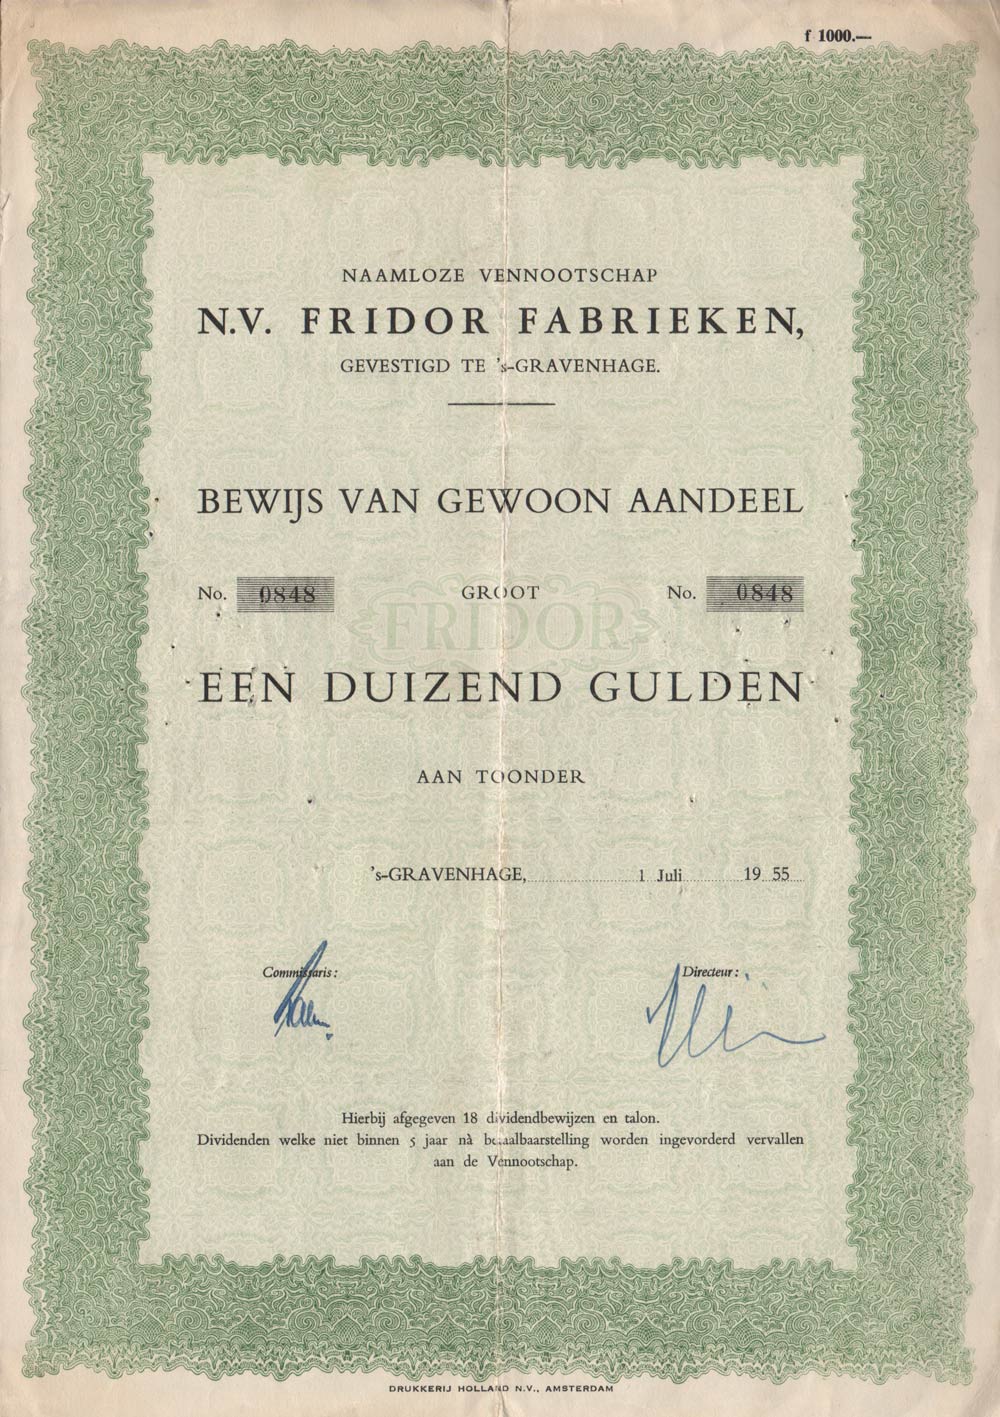 f 1000.—
NAAMLOZE VENNOOTSCHAP
N.V. FRIDOR FABRIEKEN,
GEVESTIGD TE 's-GRAVENHAGE.
BEWIJS VAN GEWOON AANDEEL
No. 0848 GROOT No. 0848
FRIDOR
EEN DUIZEND GULDEN
AAN TOONDER
's-GRAVENHAGE, 1 Juli 19 55
Commissaris: Directeur:
Hierbij afgegeven 18 dividendbewijzen en talon.
Dividenden welke niet binnen 5 jaar nà betaalbaarstelling worden ingevorderd vervallen
aan de Vennootschap.
DRUKKERIJ HOLLAND N.V., AMSTERDAM